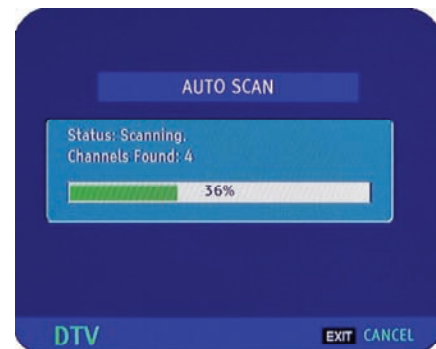 AUTO SCAN
Status: Scanning.
Channels Found: 4
36%
DTV
EXIT CANCEL